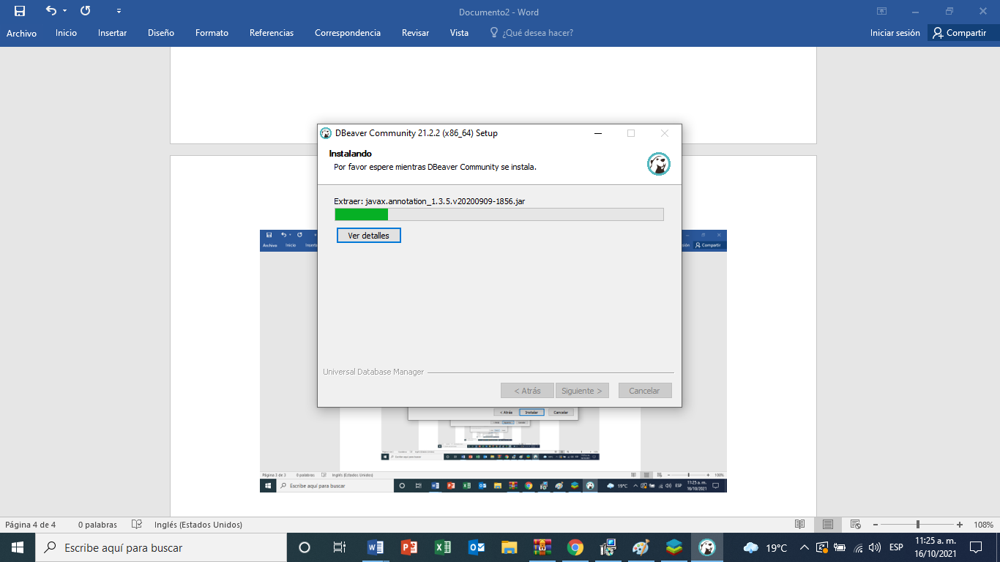 Documento2 - Word
Archivo Inicio Insertar Diseño Formato Referencias Correspondencia Revisar Vista ¿Qué desea hacer? Iniciar sesión Compartir
DBeaver Community 21.2.2 (x86_64) Setup
Instalando
Por favor espere mientras DBeaver Community se instala.
Extraer: javax.annotation_1.3.5.v20200909-1856.jar
Ver detalles
Universal Database Manager
< Atrás Siguiente > Cancelar
Archivo Inicio Compartir
< Atrás Instalar Cancelar
Página 3 de 3 0 palabras Inglés (Estados Unidos) 100%
Escribe aquí para buscar 19°C ESP 11:25 a. m.
16/10/2021
Página 4 de 4 0 palabras Inglés (Estados Unidos) 108%
Escribe aquí para buscar 19°C ESP 11:25 a. m.
16/10/2021